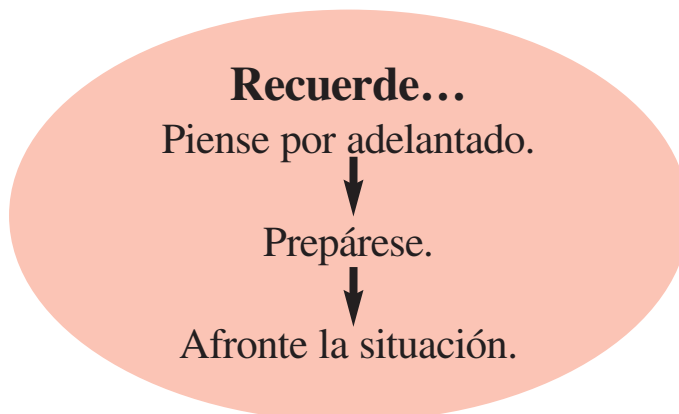 Recuerde…
Piense por adelantado.
Prepárese.
Afronte la situación.